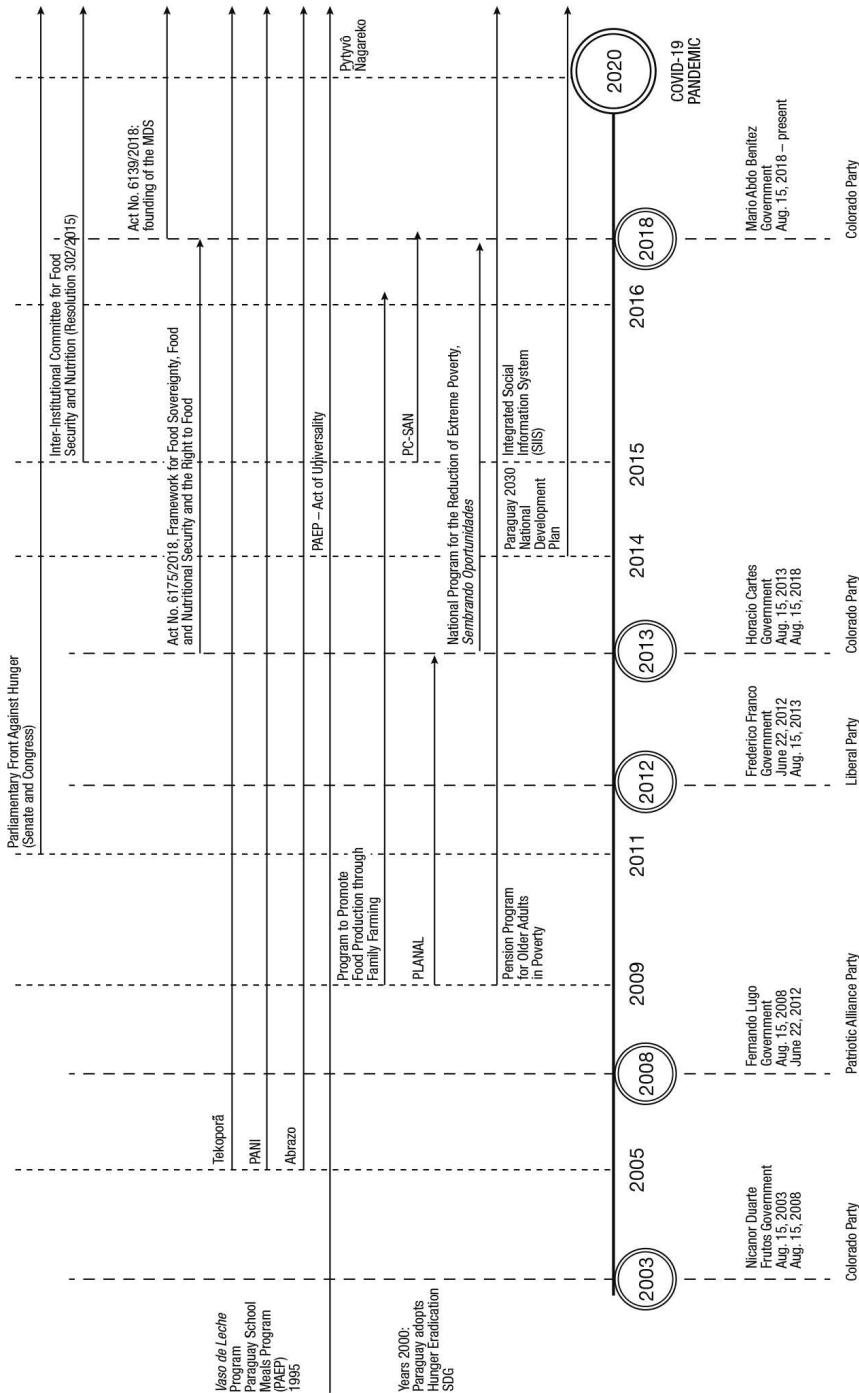 Parliamentary Front Against Hunger
(Senate and Congress)
Inter-Institutional Committee for Food
Security and Nutrition (Resolution 302/2015)
Act No. 6139/2018:
founding of the MDS
Act No. 6175/2018, Framework for Food Sovereignty, Food
and Nutritional Security and the Right to Food
Vaso de Leche
Program
Paraguay School
Meals Program
(PAEP)
1995
Tekoporã
PANI
Abrazo
PAEP – Act of Universality
Pytyvõ
Nagareko
Years 2000:
Paraguay adopts
Hunger Eradication
SDG
Program to Promote
Food Production through
Family Farming
PLANAL
PC-SAN
National Program for the Reduction of Extreme Poverty,
Sembrando Oportunidades
Pension Program
for Older Adults
in Poverty
Paraguay 2030
National
Development
Plan
Integrated Social
Information System
(SIIS)
2003
2005
2008
2009
2011
2012
2013
2014
2015
2016
2018
2020
COVID-19
PANDEMIC
Nicanor Duarte
Frutos Government
Aug. 15, 2003
Aug. 15, 2008
Colorado Party
Fernando Lugo
Government
Aug. 15, 2008
June 22, 2012
Patriotic Alliance Party
Frederico Franco
Government
June 22, 2012
Aug. 15, 2013
Liberal Party
Horacio Cartes
Government
Aug. 15, 2013
Aug. 15, 2018
Colorado Party
Mario Abdo Benítez
Government
Aug. 15, 2018 – present
Colorado Party